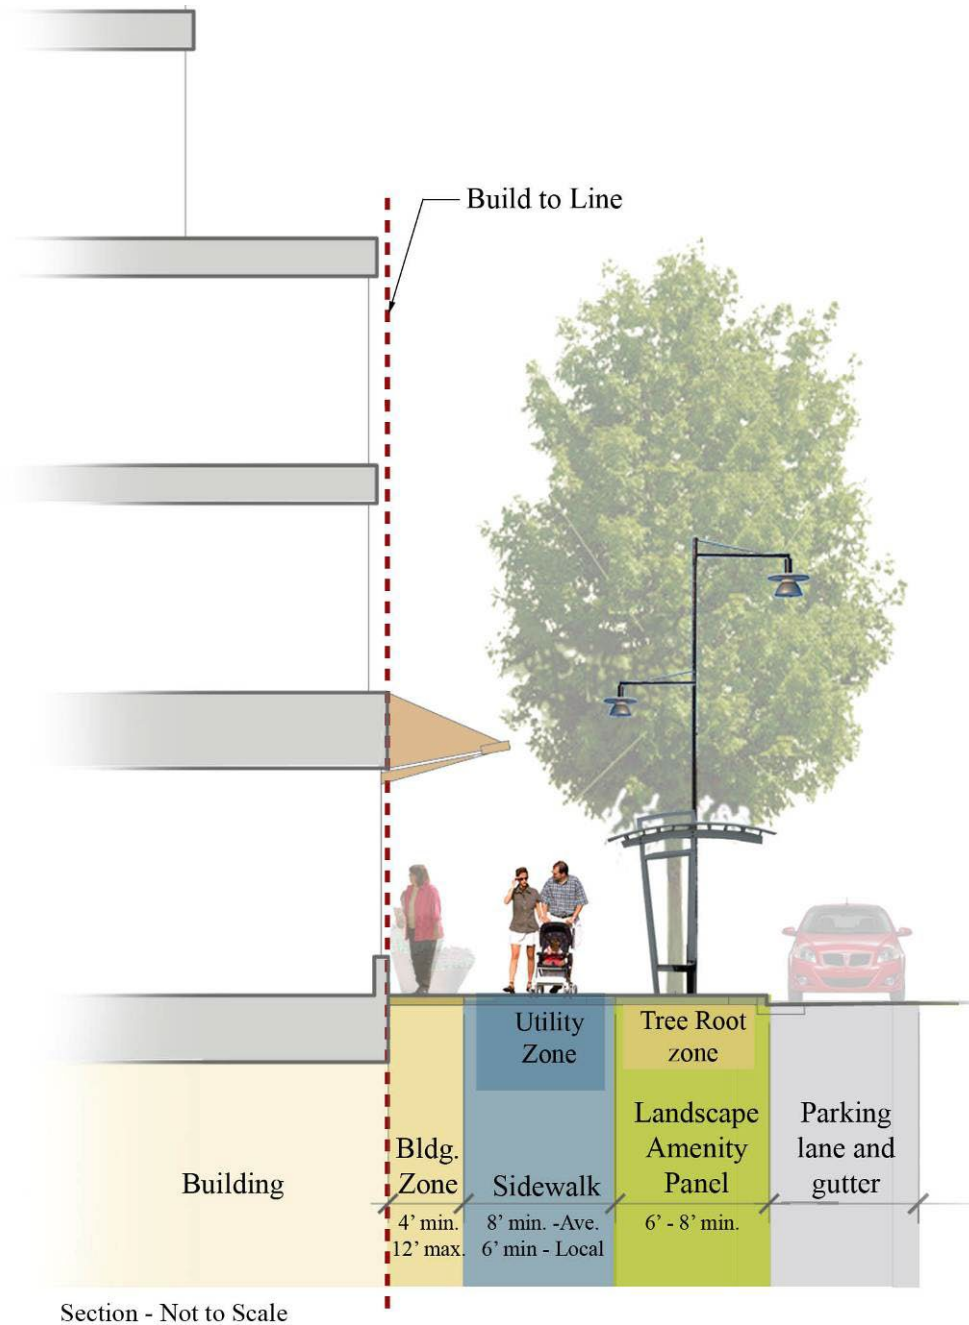 Build to Line
Utility
Zone
Tree Root
zone
Building
Bldg.
Zone
4’ min.
12’ max.
Sidewalk
8’ min. -Ave.
6’ min - Local
Landscape
Amenity
Panel
6’ - 8’ min.
Parking
lane and
gutter
Section - Not to Scale